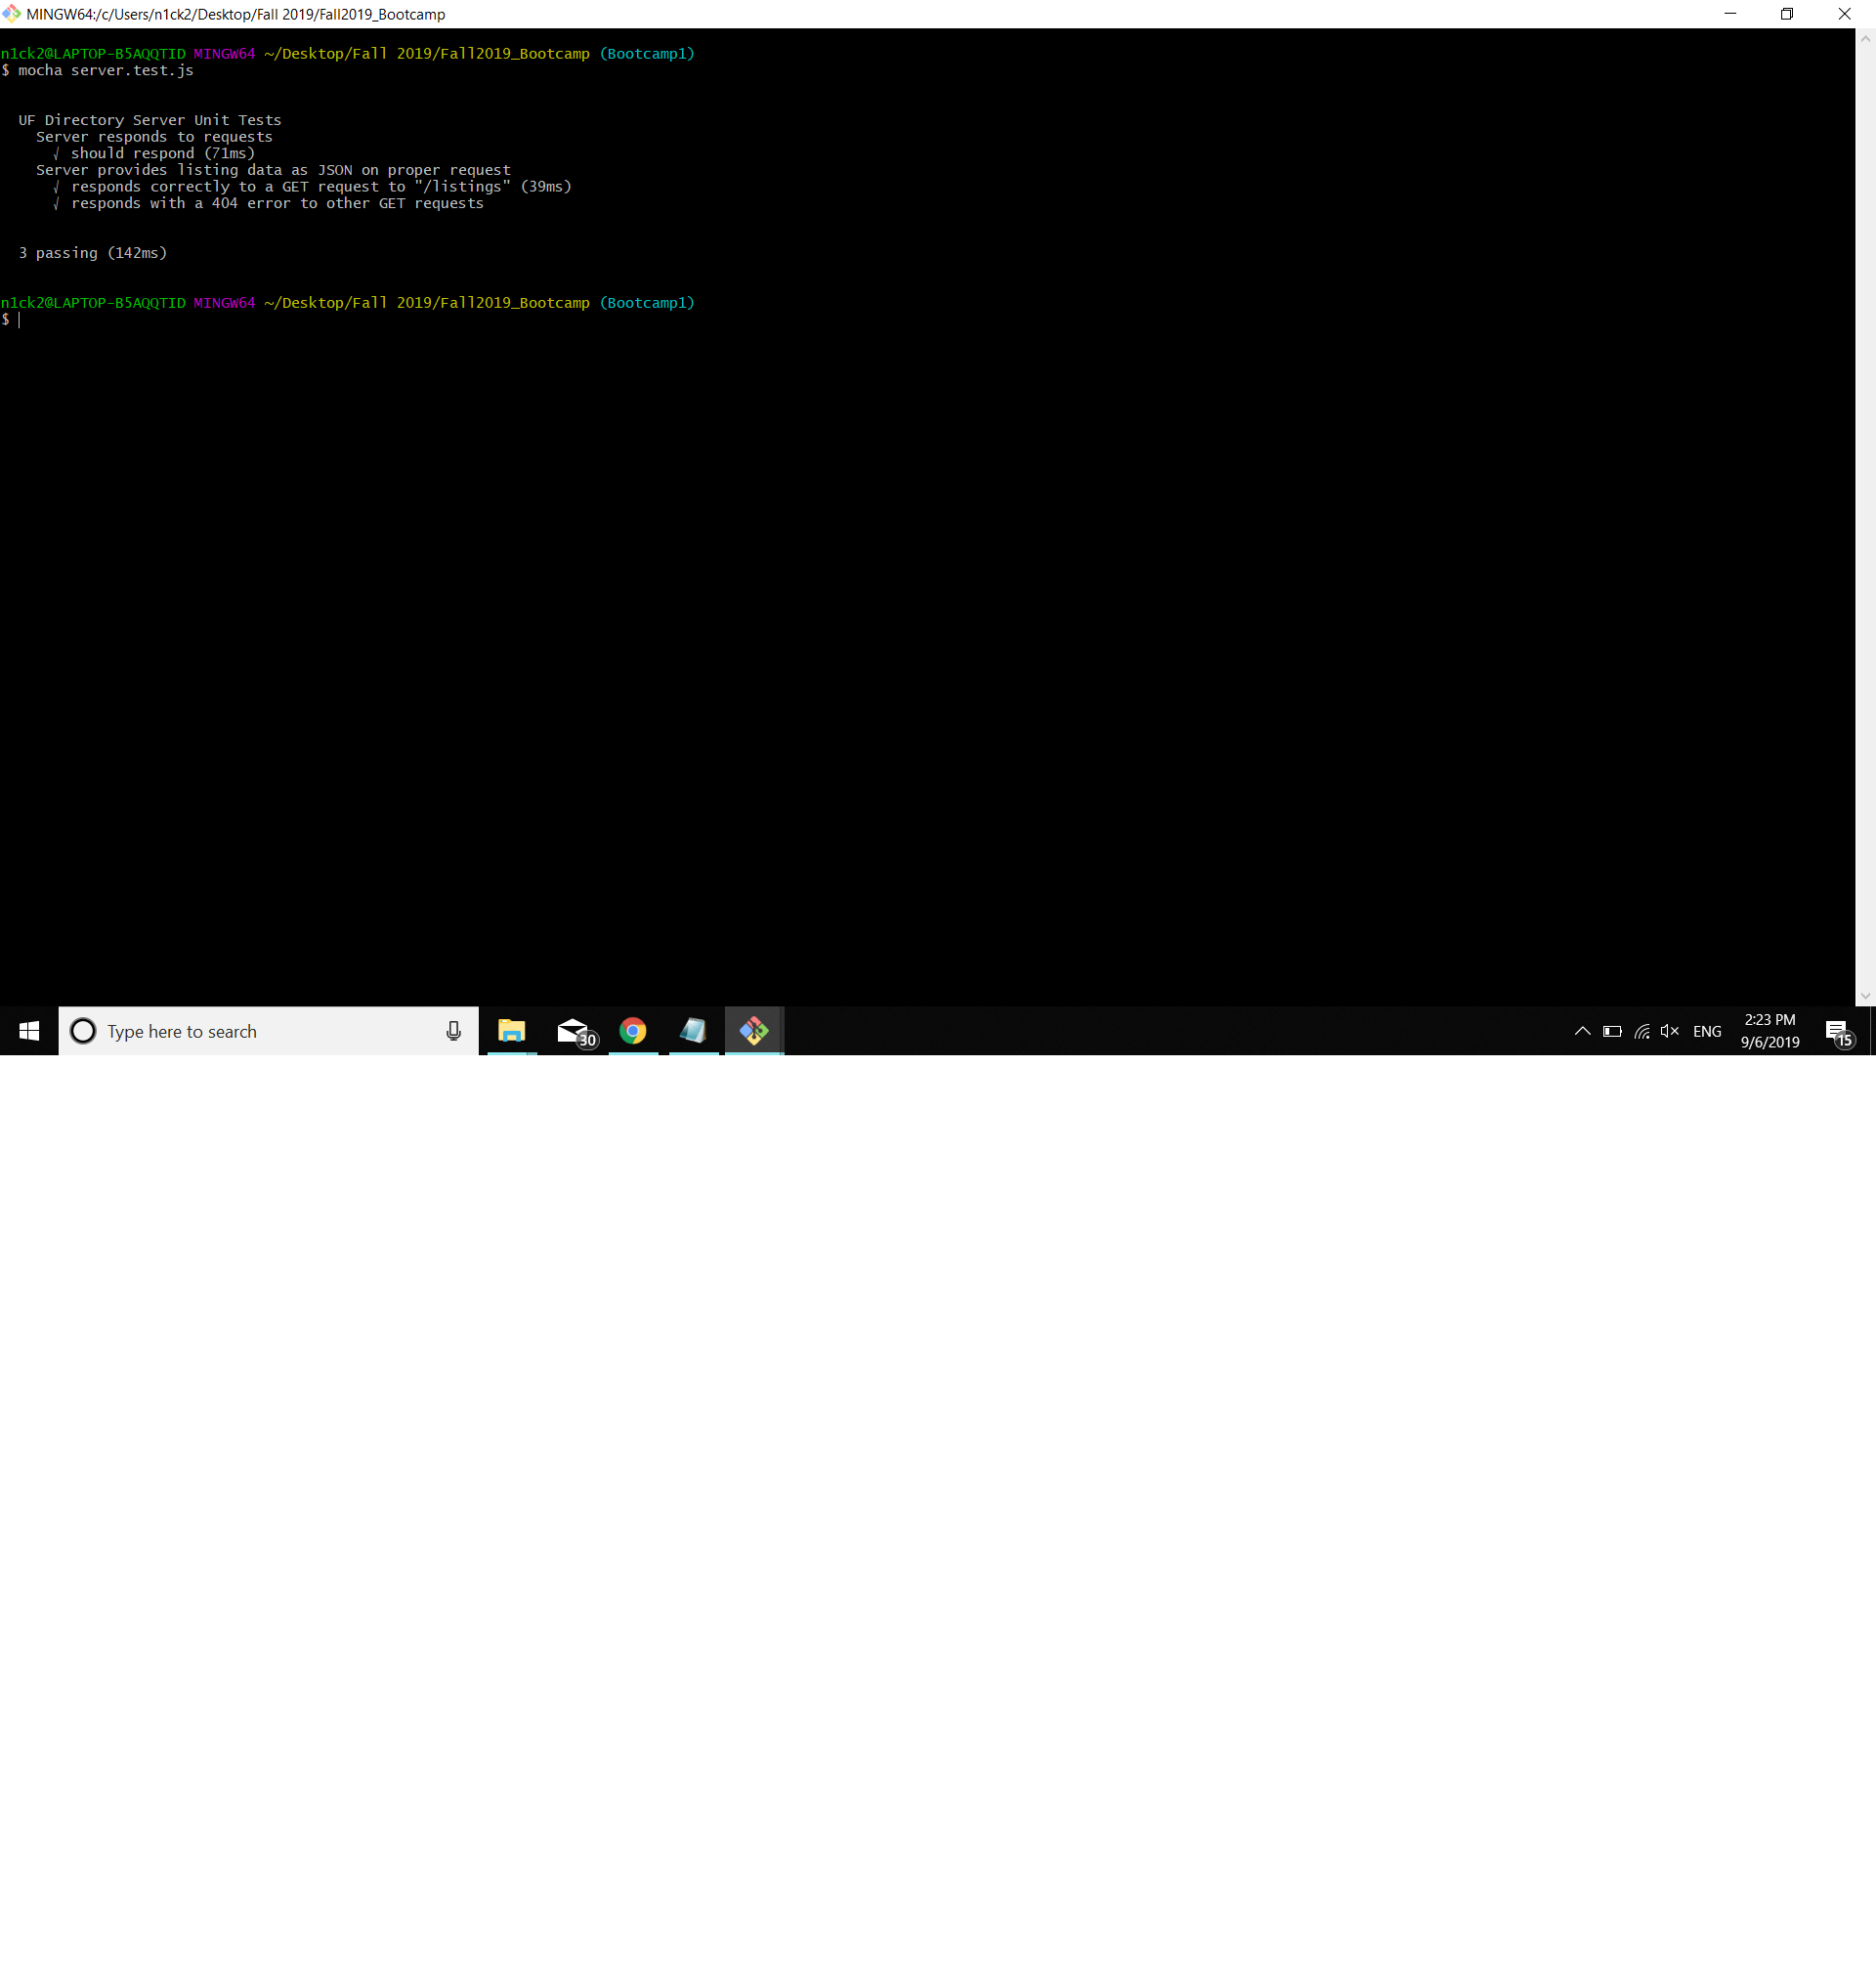 MINGW64:/c/Users/n1ck2/Desktop/Fall 2019/Fall2019_Bootcamp
n1ck2@LAPTOP-B5AQQTID MINGW64 ~/Desktop/Fall 2019/Fall2019_Bootcamp (Bootcamp1)
$ mocha server.test.js
UF Directory Server Unit Tests
Server responds to requests
√ should respond (71ms)
Server provides listing data as JSON on proper request
√ responds correctly to a GET request to "/listings" (39ms)
√ responds with a 404 error to other GET requests
3 passing (142ms)
n1ck2@LAPTOP-B5AQQTID MINGW64 ~/Desktop/Fall 2019/Fall2019_Bootcamp (Bootcamp1)
$
Type here to search
30
ENG
2:23 PM
9/6/2019
15